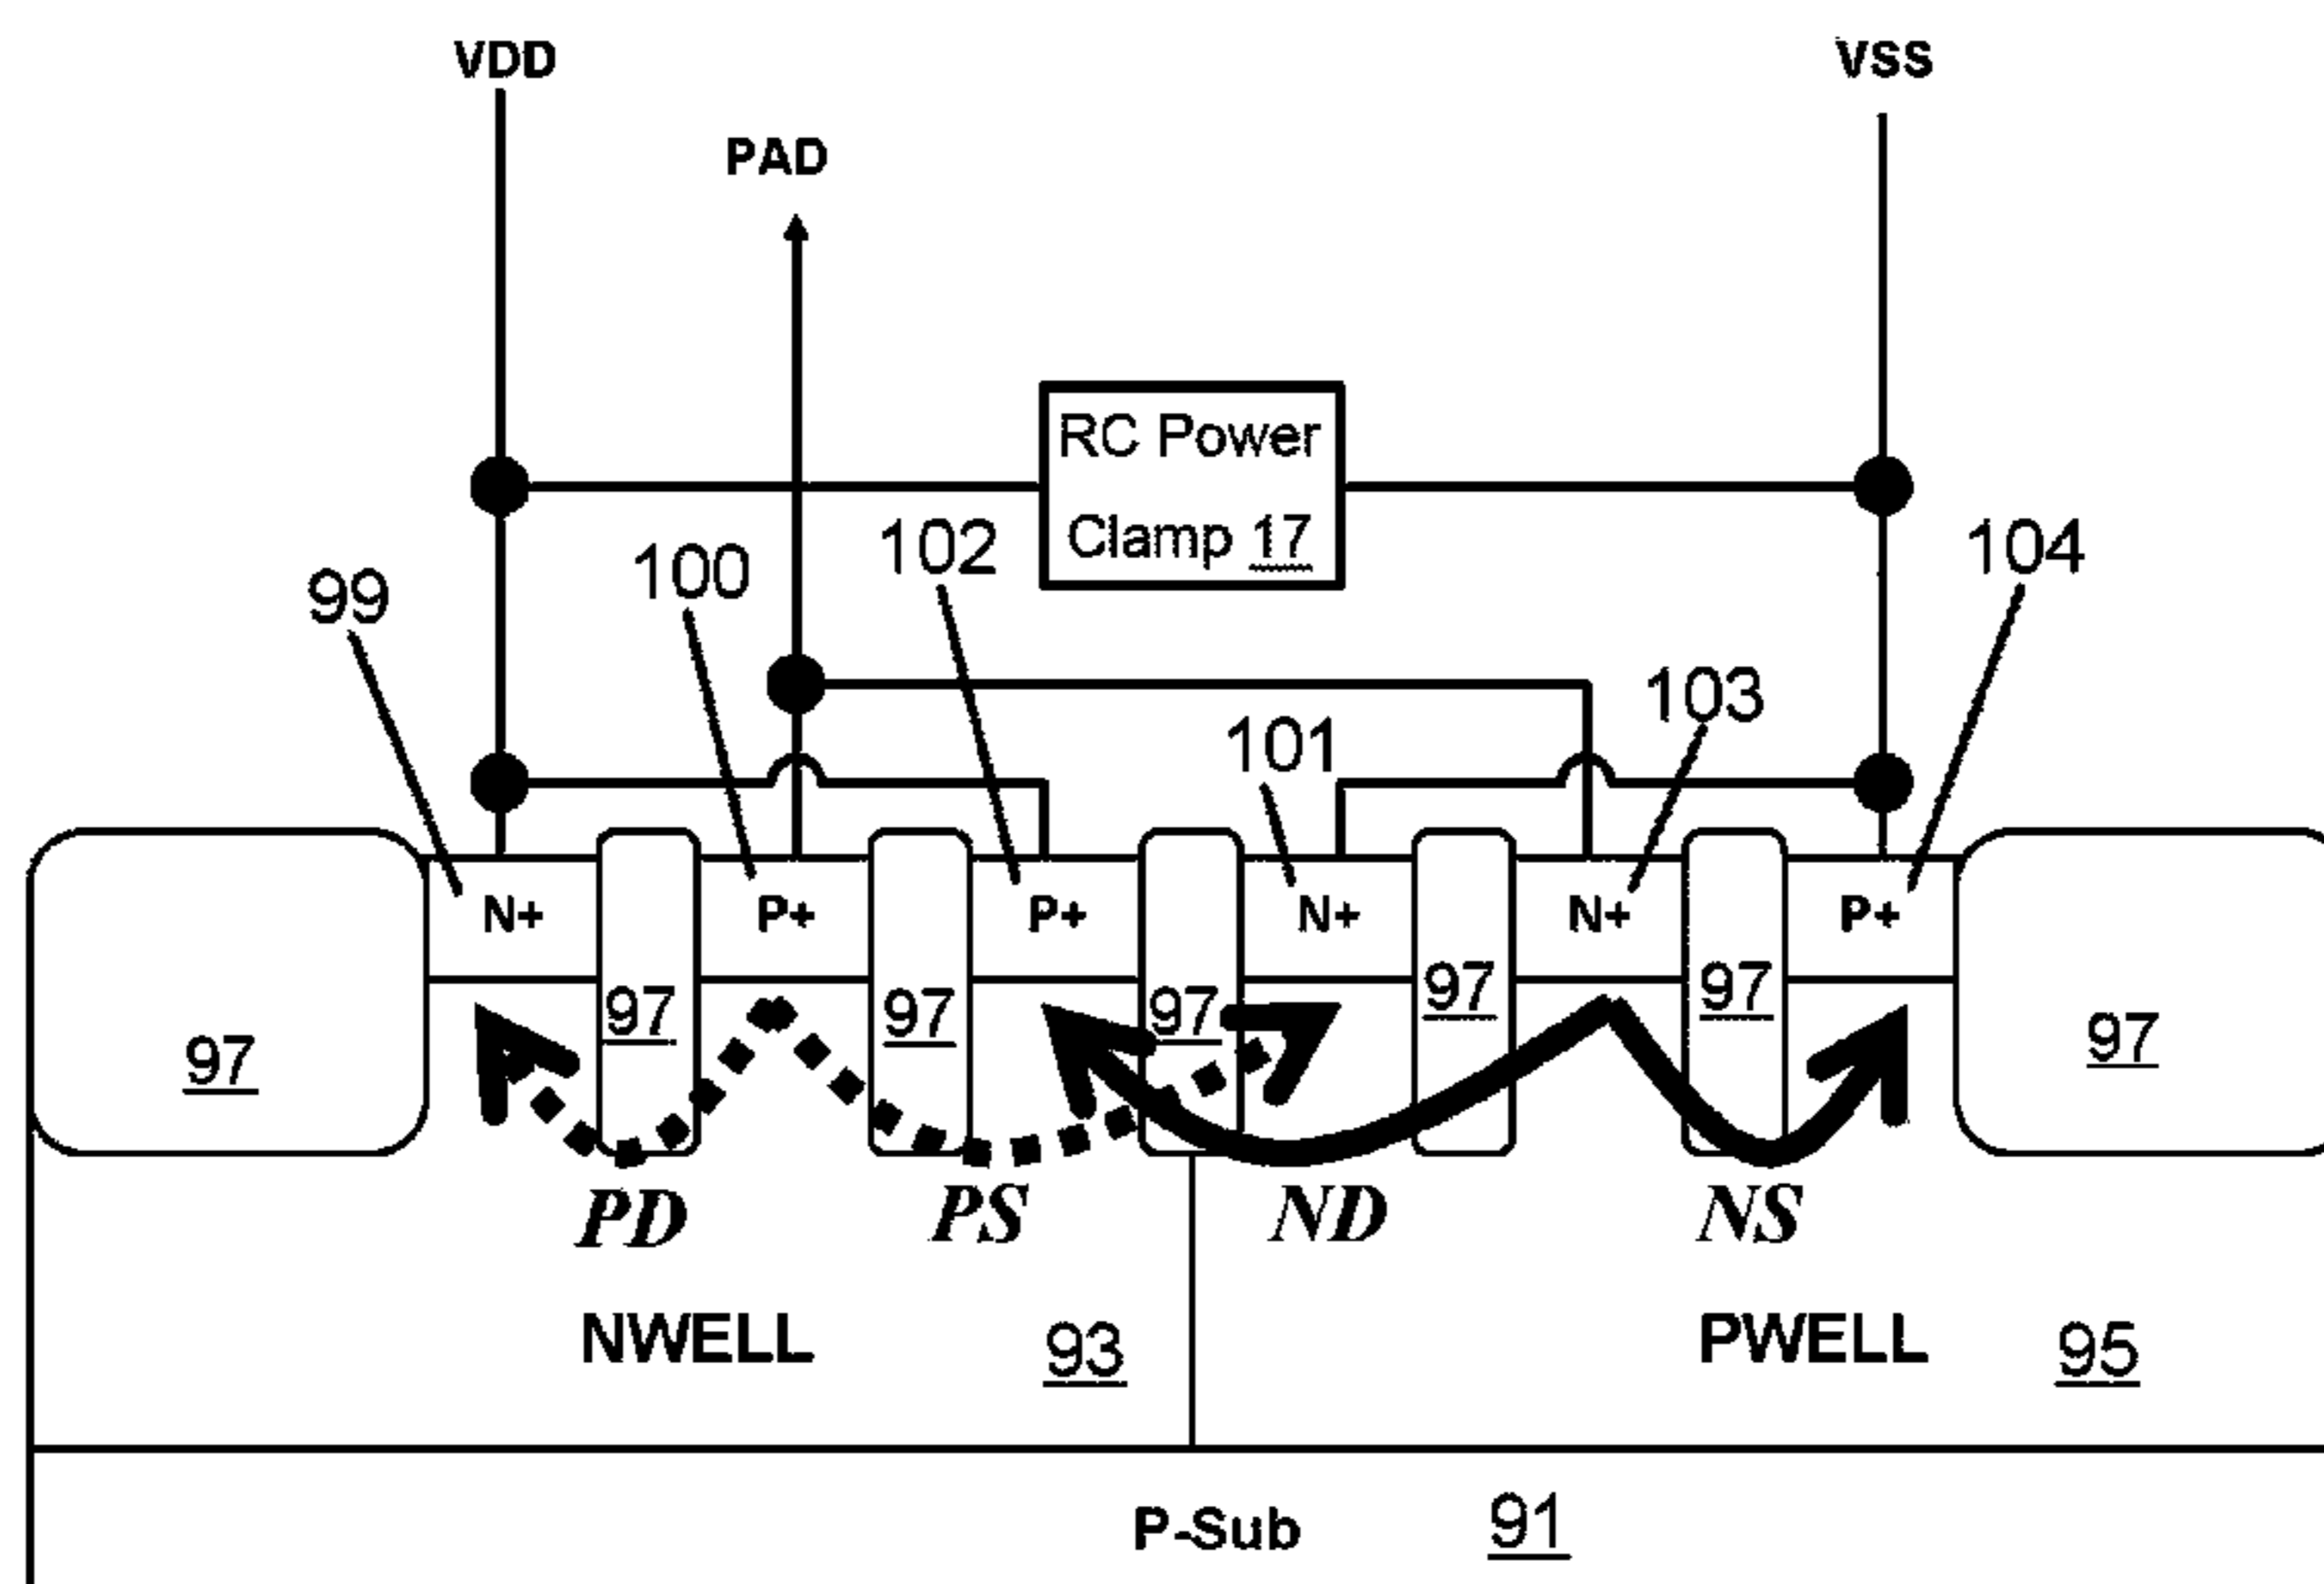 VDD
VSS
PAD
RC Power
Clamp 17
102
104
100
99
103
101
N+
P+
P+
N+
N+
P+
97
97
97
97
97
97
97
PD
PS
ND
NS
NWELL
93
PWELL
95
P-Sub
91